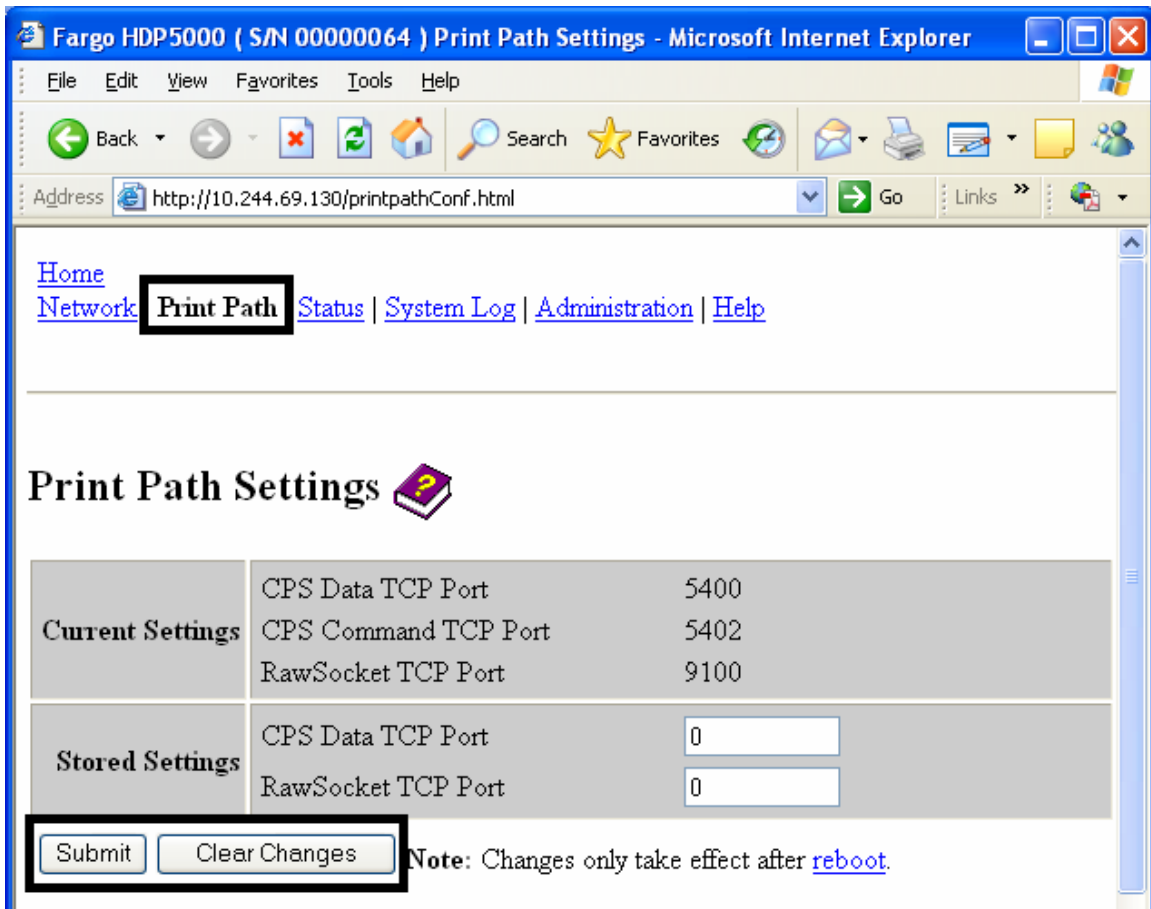 Fargo HDP5000 ( S/N 00000064 ) Print Path Settings - Microsoft Internet Explorer
File Edit View Favorites Tools Help
Back Search Favorites
Address http://10.244.69.130/printpathConf.html Go Links »
Home
Network Print Path Status | System Log | Administration | Help
Print Path Settings
Current Settings
CPS Data TCP Port 5400
CPS Command TCP Port 5402
RawSocket TCP Port 9100
Stored Settings
CPS Data TCP Port 0
RawSocket TCP Port 0
Submit Clear Changes Note: Changes only take effect after reboot.